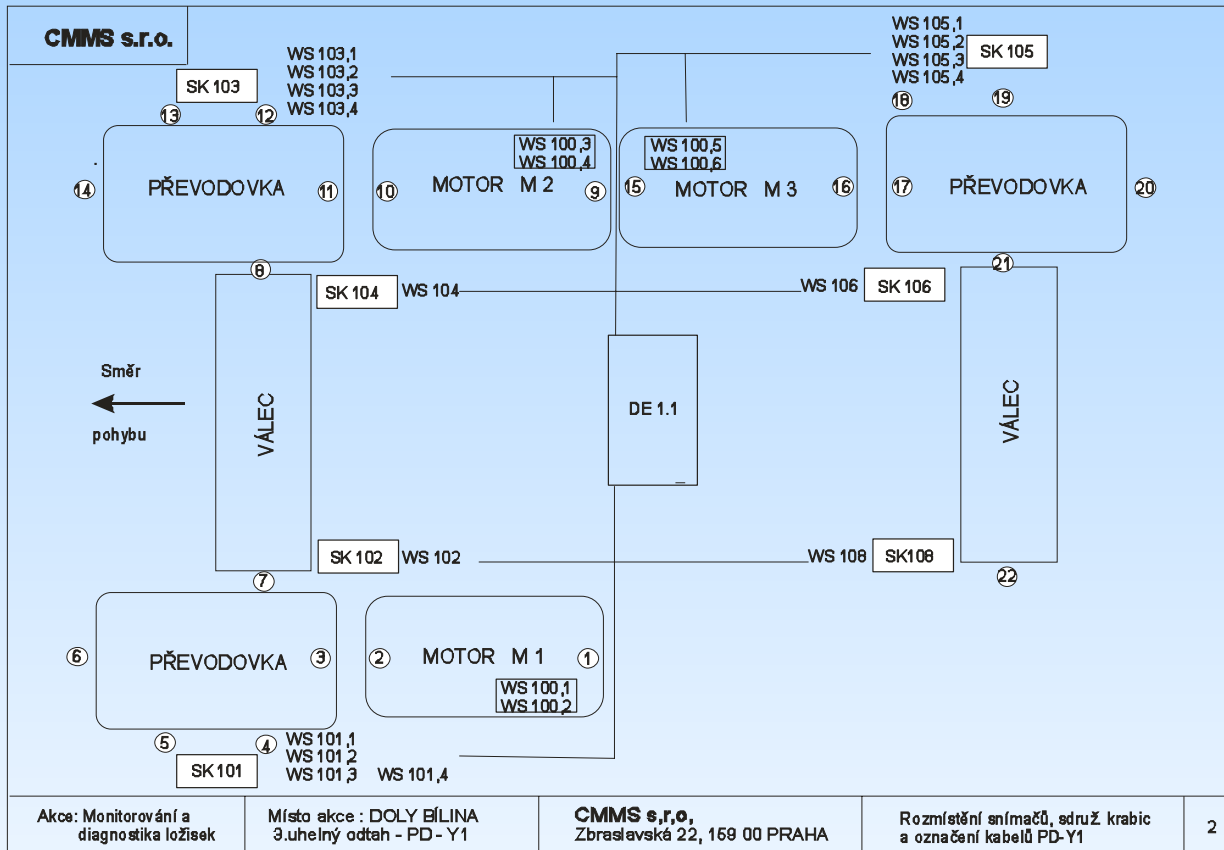 CMMS s.r.o.
WS 103,1
WS 103,2
WS 103,3
WS 103,4
SK 103
WS 105,1
WS 105,2
WS 105,3
WS 105,4
SK 105
13
12
18
19
14
PŘEVODOVKA
11
10
MOTOR M 2
WS 100,3
WS 100,4
9
15
WS 100,5
WS 100,6
MOTOR M 3
16
17
PŘEVODOVKA
20
8
21
SK 104
WS 104
WS 106
SK 106
Směr
pohybu
VÁLEC
DE 1.1
VÁLEC
SK 102
WS 102
WS 108
SK108
7
22
6
PŘEVODOVKA
3
2
MOTOR M 1
1
WS 100,1
WS 100,2
5
4
WS 101,1
WS 101,2
WS 101,3 WS 101,4
SK101
Akce: Monitorování a
diagnostika ložisek
Místo akce : DOLY BÍLINA
3.uhelný odtah - PD - Y1
CMMS s,r,o,
Zbraslavská 22, 159 00 PRAHA
Rozmístění snímačů, sdruž. krabic
a označení kabelů PD-Y1
2